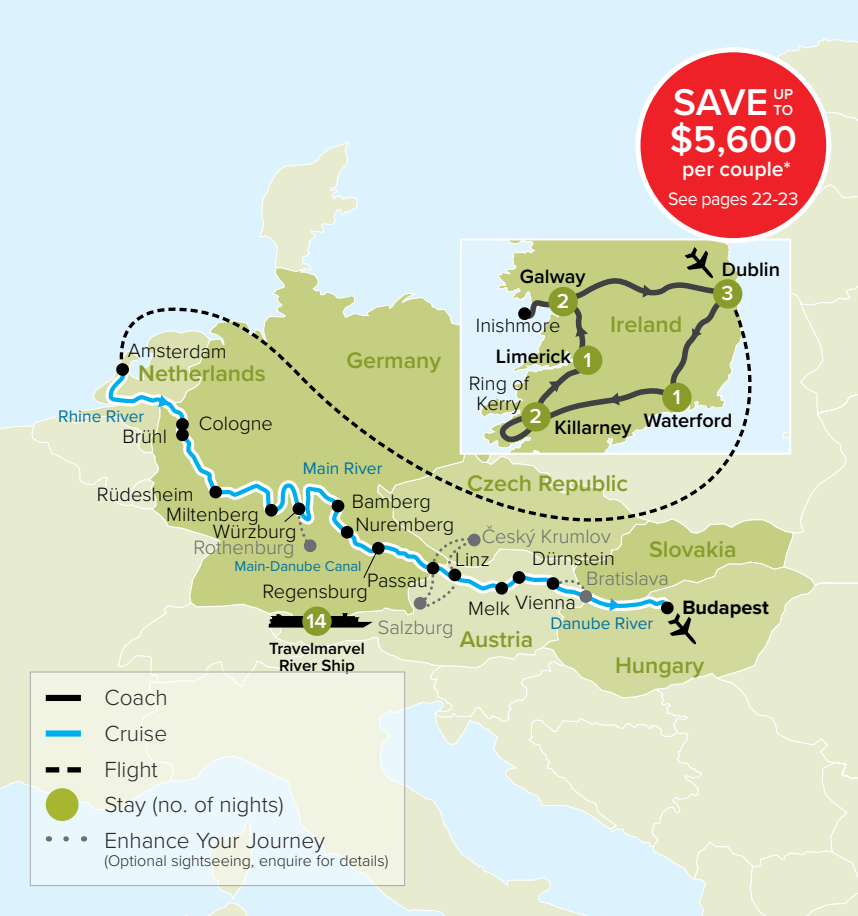 SAVE UP TO
$5,600
per couple*
See pages 22-23
Galway
Dublin
2
3
Inishmore
Ireland
Limerick
1
Ring of
Kerry
2
1
Killarney
Waterford
Amsterdam
Netherlands
Germany
Rhine River
Cologne
Brühl
Main River
Czech Republic
Rüdesheim
Miltenberg
Bamberg
Würzburg
Nuremberg
Rothenburg
Český Krumlov
Slovakia
Main-Danube Canal
Linz
Dürnstein
Passau
Bratislava
Regensburg
Melk
Vienna
Budapest
14
Salzburg
Danube River
Austria
Travelmarvel
River Ship
Hungary
Coach
Cruise
Flight
Stay (no. of nights)
Enhance Your Journey
(Optional sightseeing, enquire for details)